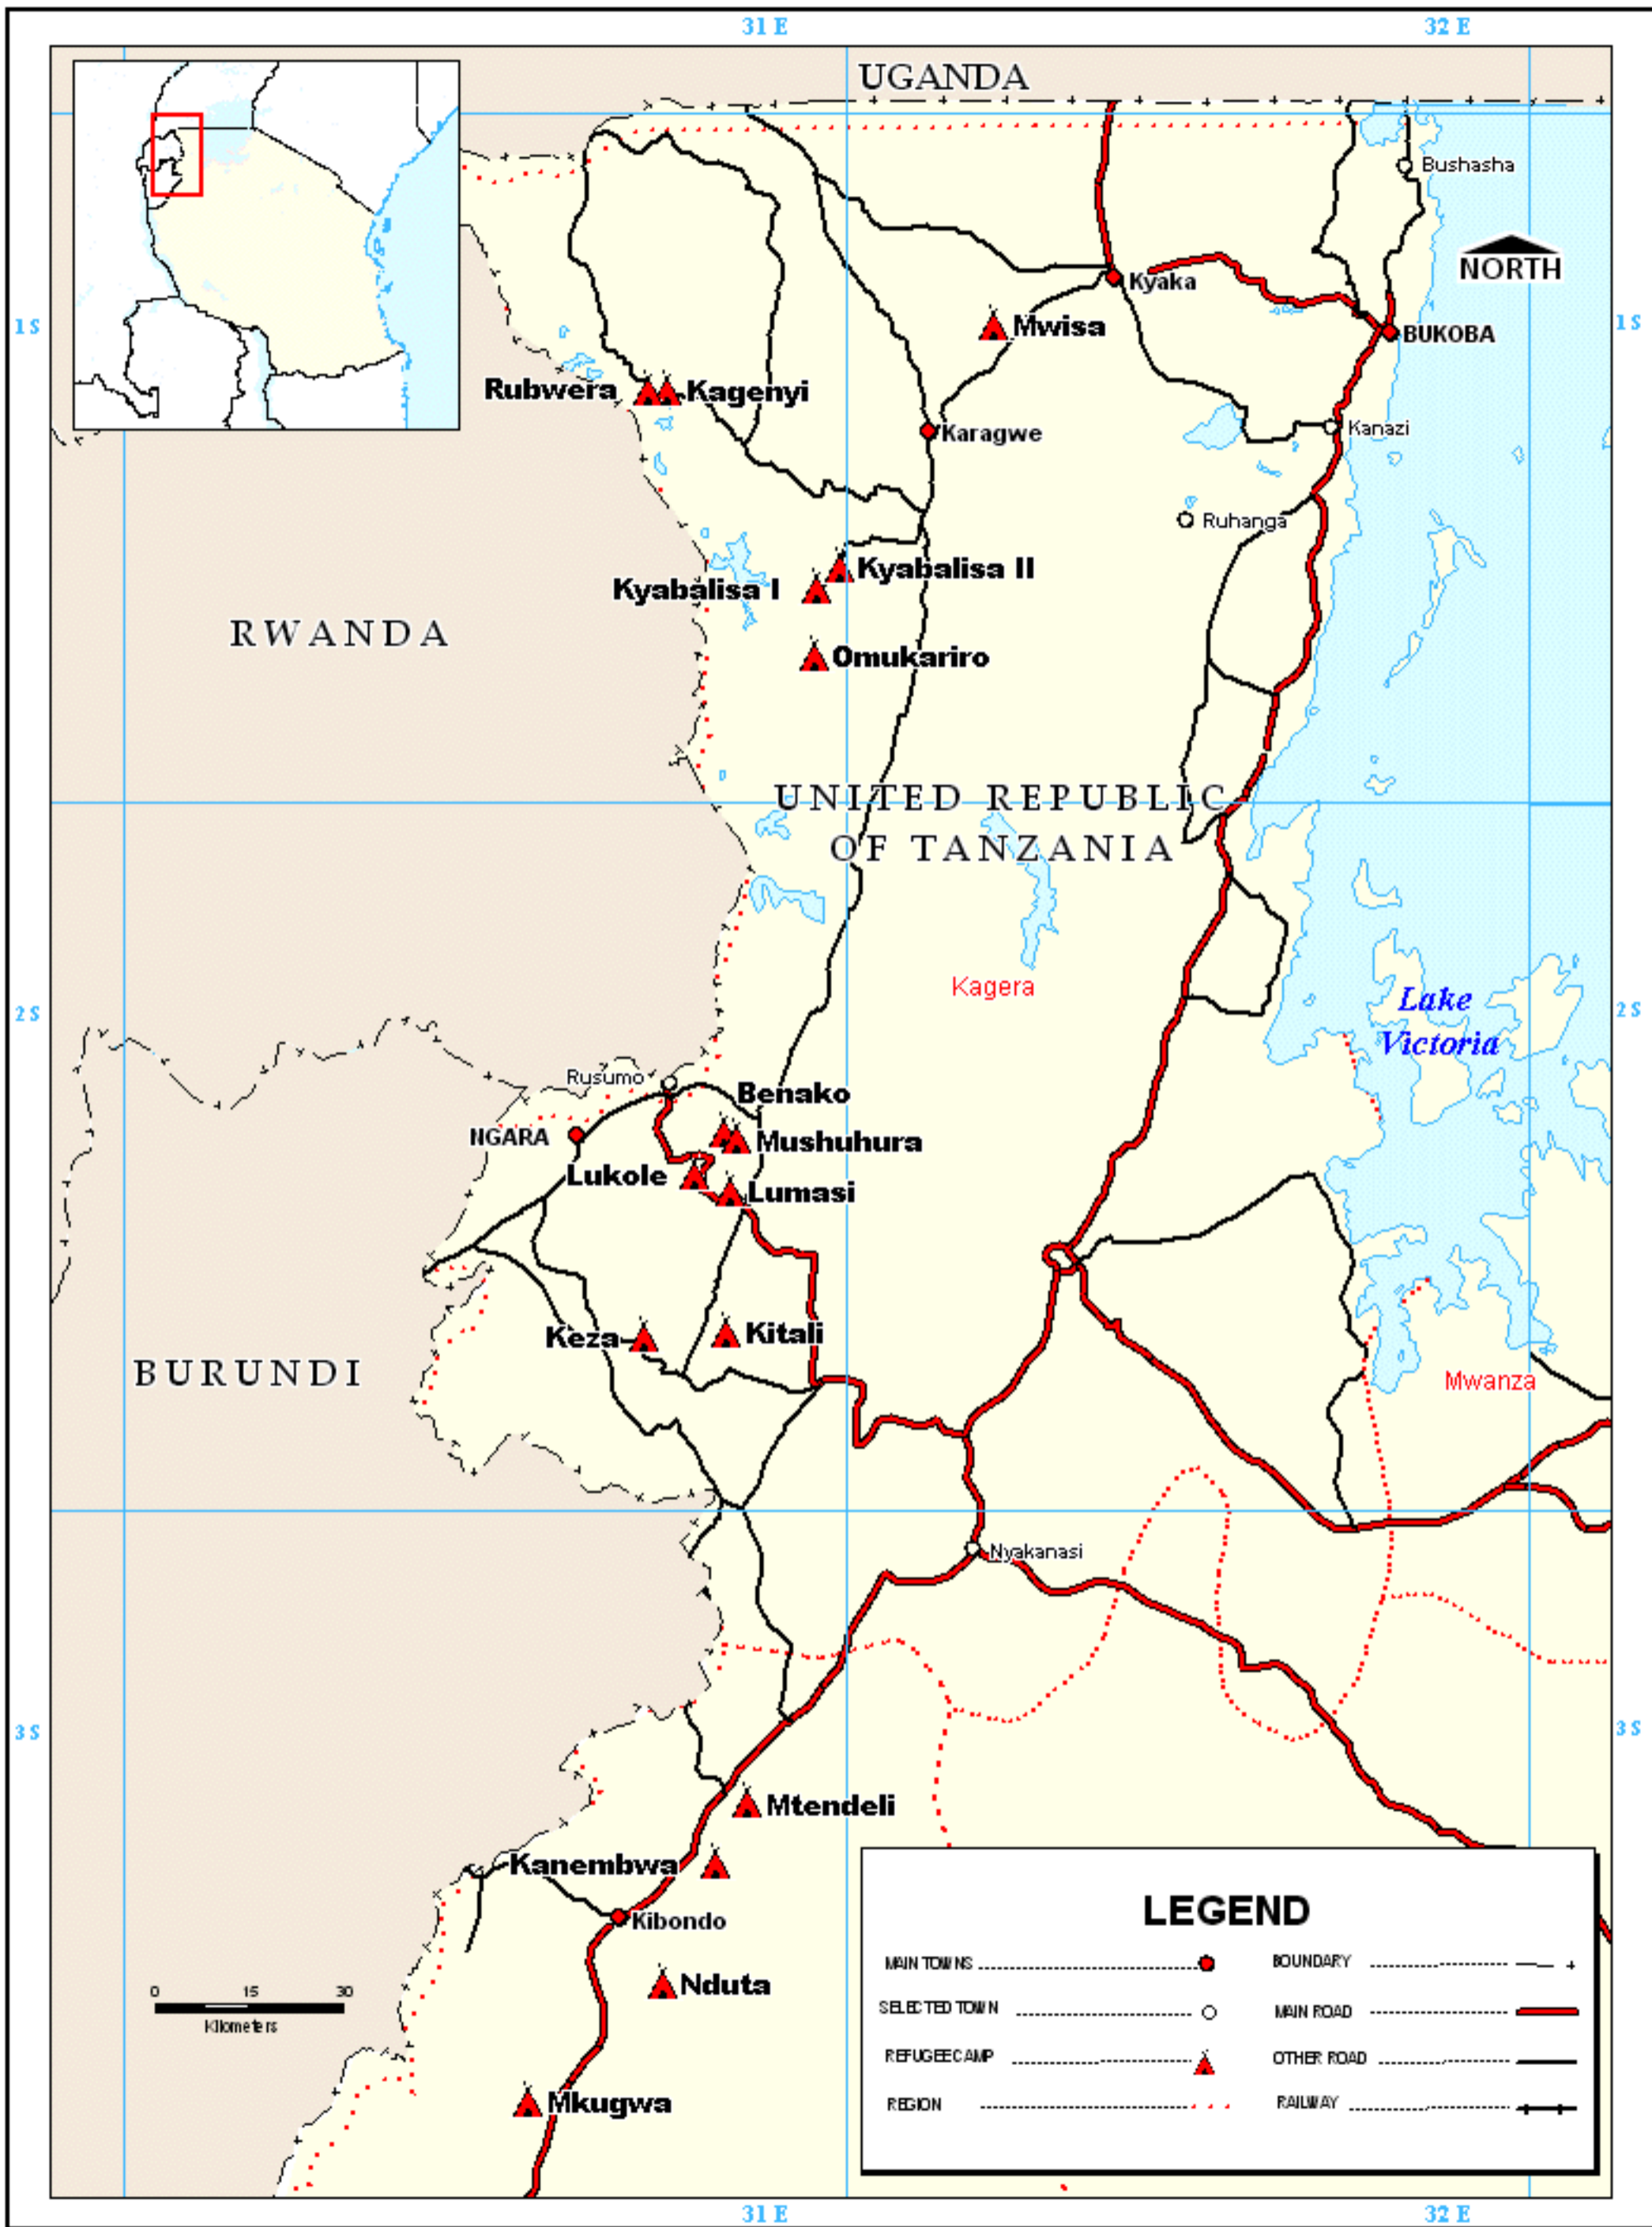 31 E
32 E
UGANDA
Bushasha
NORTH
Kyaka
1 S
Mwisa
BUKOBA
1 S
Rubwera
Kagenyi
Karagwe
Kanazi
Ruhanga
Kyabalisa II
Kyabalisa I
RWANDA
Omukariro
UNITED REPUBLIC
OF TANZANIA
Kagera
Lake
Victoria
2 S
2 S
Rusumo
Benako
NGARA
Mushuhura
Lukole
Lumasi
Keza
Kitali
BURUNDI
Mwanza
Nyakanasi
3 S
3 S
Mtendeli
Kanembwa
Kibondo
Nduta
0 15 30
Kilometers
Mkugwa
LEGEND
MAIN TOWNS
BOUNDARY
SELECTED TOWN
MAIN ROAD
REFUGEE CAMP
OTHER ROAD
REGION
RAILWAY
31 E
32 E